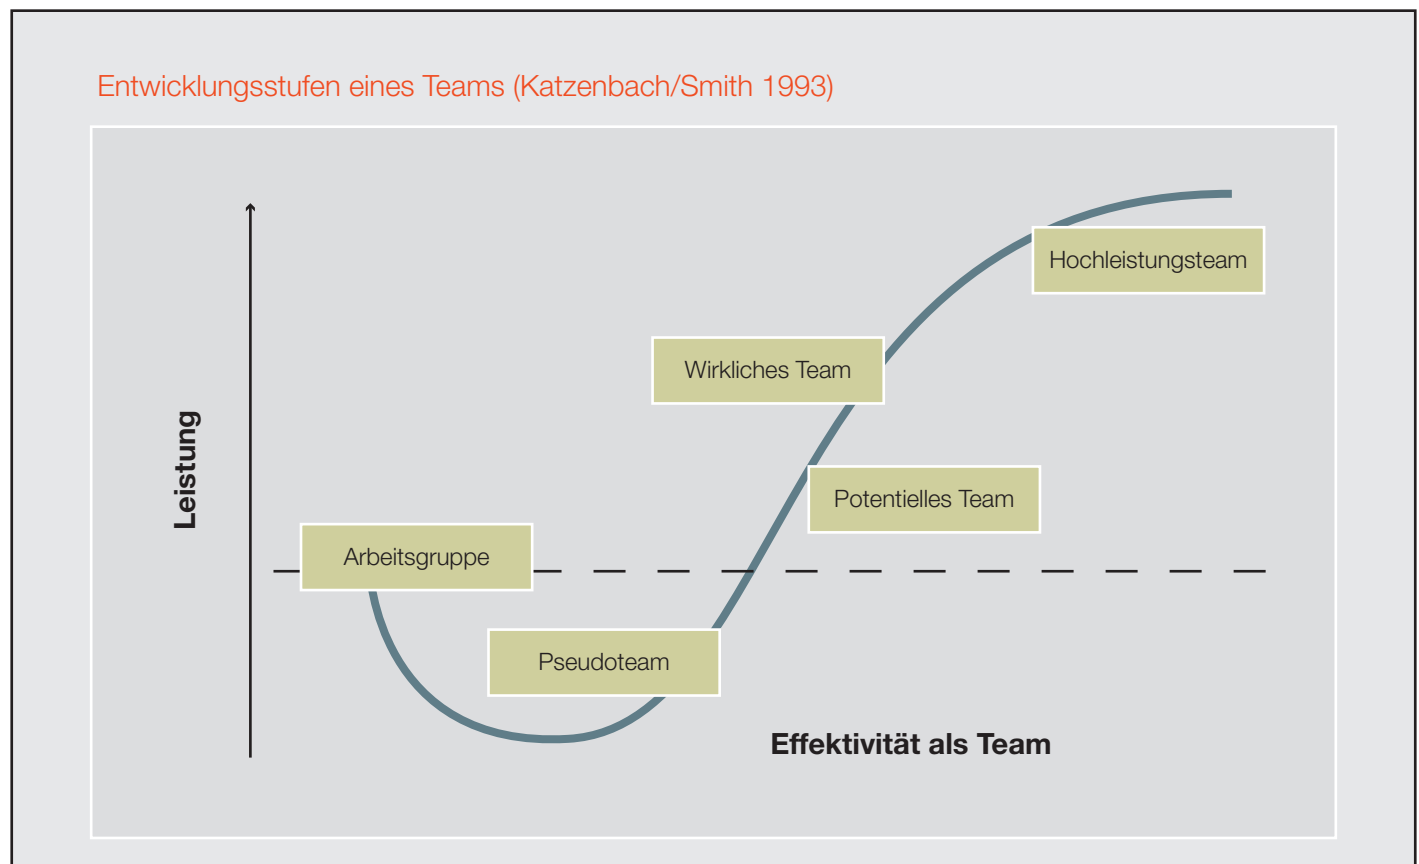 Entwicklungsstufen eines Teams (Katzenbach/Smith 1993)
Hochleistungsteam
Wirkliches Team
Leistung
Potentielles Team
Arbeitsgruppe
Pseudoteam
Effektivität als Team